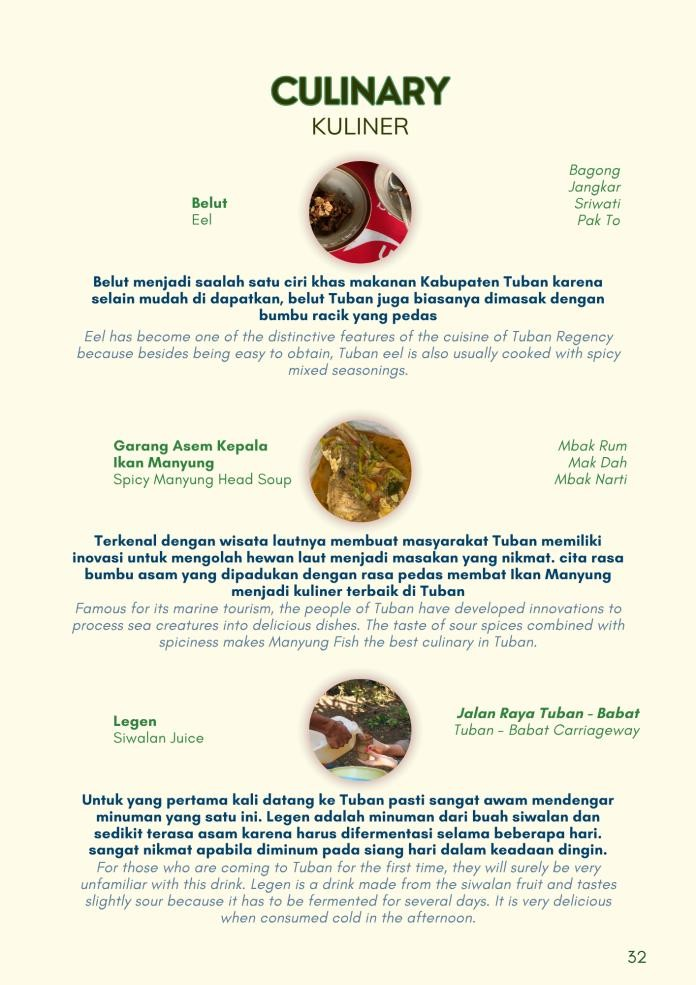 CULINARY
KULINER
Belut
Eel
Bagong
Jangkar
Sriwati
Pak To
Belut menjadi saalah satu ciri khas makanan Kabupaten Tuban karena
selain mudah di dapatkan, belut Tuban juga biasanya dimasak dengan
bumbu racik yang pedas
Eel has become one of the distinctive features of the cuisine of Tuban Regency
because besides being easy to obtain, Tuban eel is also usually cooked with spicy
mixed seasonings.
Garang Asem Kepala
Ikan Manyung
Spicy Manyung Head Soup
Mbak Rum
Mak Dah
Mbak Narti
Terkenal dengan wisata lautnya membuat masyarakat Tuban memiliki
inovasi untuk mengolah hewan laut menjadi masakan yang nikmat. cita rasa
bumbu asam yang dipadukan dengan rasa pedas membat Ikan Manyung
menjadi kuliner terbaik di Tuban
Famous for its marine tourism, the people of Tuban have developed innovations to
process sea creatures into delicious dishes. The taste of sour spices combined with
spiciness makes Manyung Fish the best culinary in Tuban.
Legen
Siwalan Juice
Jalan Raya Tuban - Babat
Tuban - Babat Carriageway
Untuk yang pertama kali datang ke Tuban pasti sangat awam mendengar
minuman yang satu ini. Legen adalah minuman dari buah siwalan dan
sedikit terasa asam karena harus difermentasi selama beberapa hari.
sangat nikmat apabila diminum pada siang hari dalam keadaan dingin.
For those who are coming to Tuban for the first time, they will surely be very
unfamiliar with this drink. Legen is a drink made from the siwalan fruit and tastes
slightly sour because it has to be fermented for several days. It is very delicious
when consumed cold in the afternoon.
32